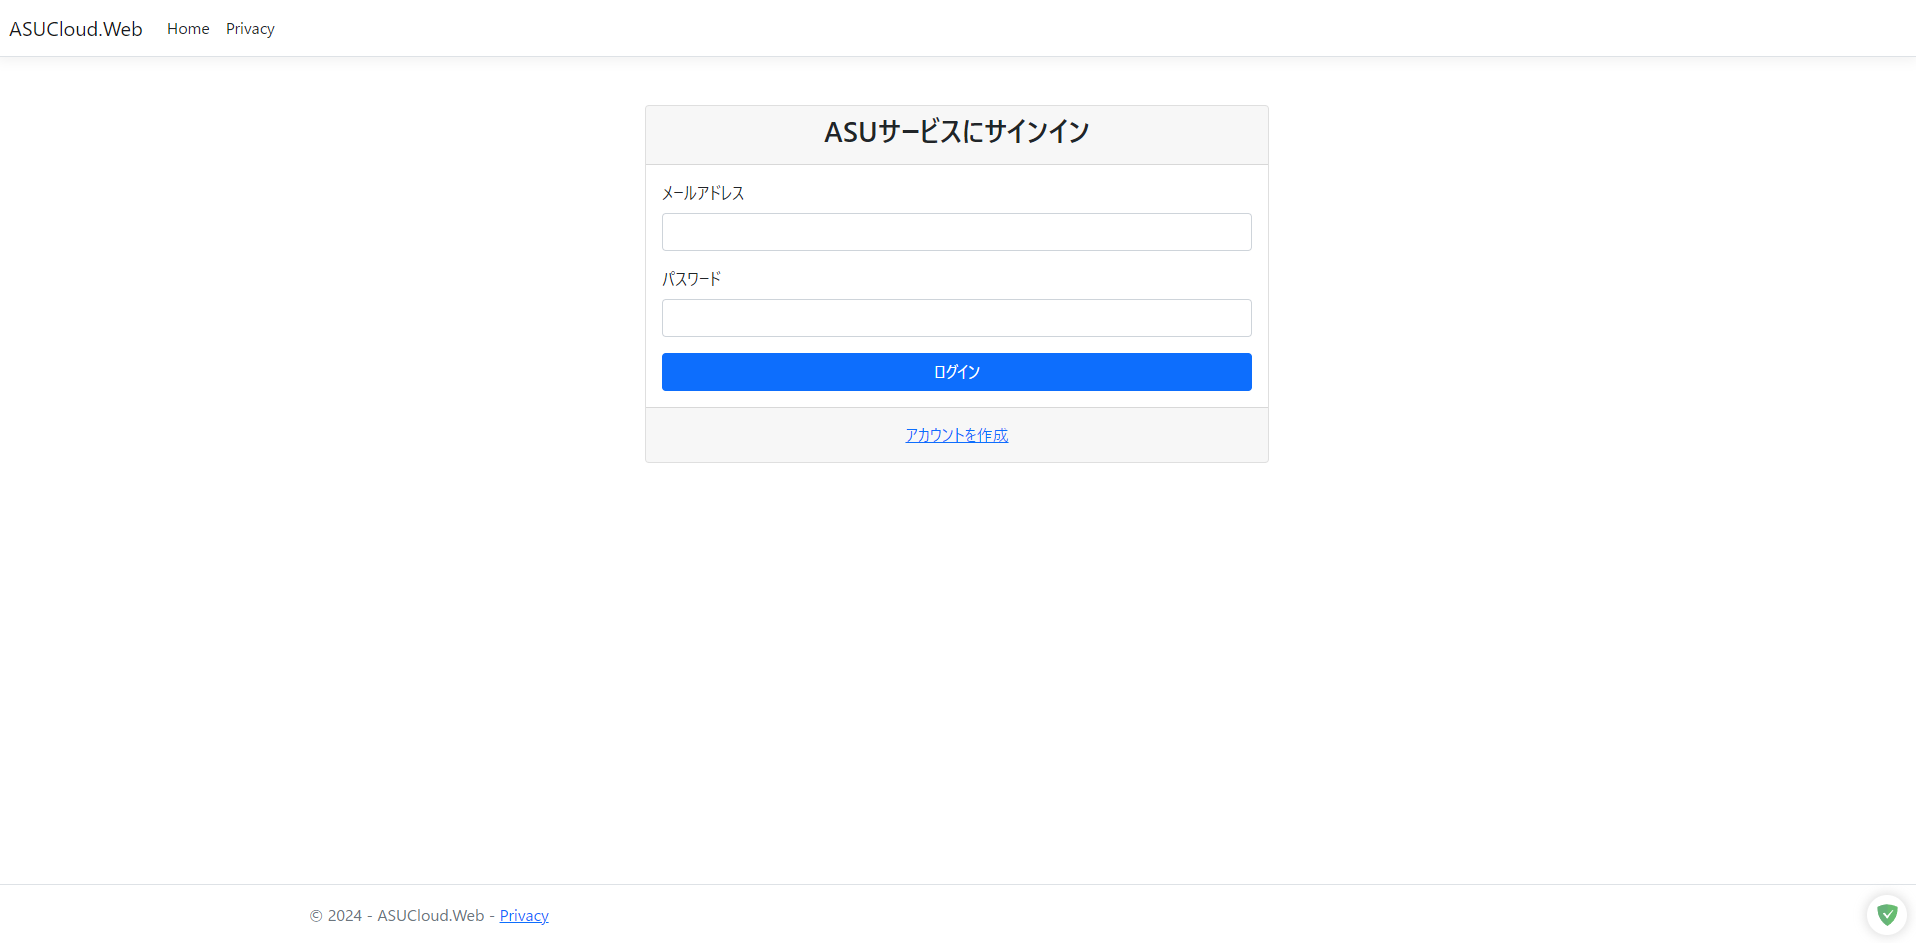 ASUCloud.Web Home Privacy
ASUサービスにサインイン
メールアドレス
パスワード
ログイン
アカウントを作成
© 2024 - ASUCloud.Web - Privacy